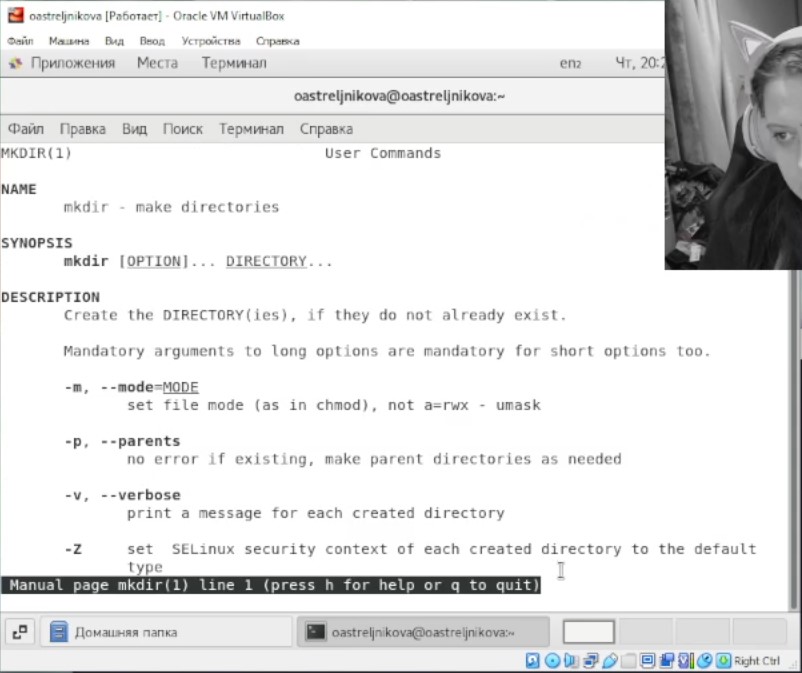 oastreljnikova [Работает] - Oracle VM VirtualBox
Файл Машина Вид Ввод Устройства Справка
Приложения Места Терминал en₂ Чт, 20:2
oastreljnikova@oastreljnikova:~
Файл Правка Вид Поиск Терминал Справка
MKDIR(1) User Commands
NAME
mkdir - make directories
SYNOPSIS
mkdir [OPTION]... DIRECTORY...
DESCRIPTION
Create the DIRECTORY(ies), if they do not already exist.
Mandatory arguments to long options are mandatory for short options too.
-m, --mode=MODE
set file mode (as in chmod), not a=rwx - umask
-p, --parents
no error if existing, make parent directories as needed
-v, --verbose
print a message for each created directory
-Z set SELinux security context of each created directory to the default
type
Manual page mkdir(1) line 1 (press h for help or q to quit)
Домашняя папка oastreljnikova@oastreljnikova:~
Right Ctrl